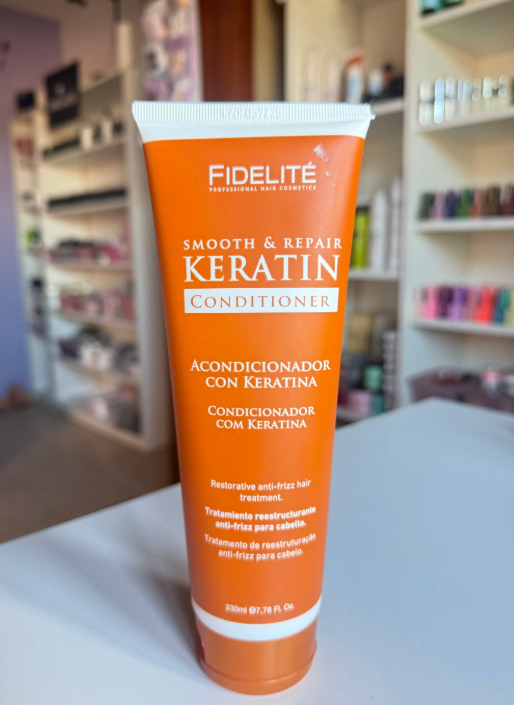 FIDELITÉ
PROFESSIONAL HAIR COSMETICS
SMOOTH & REPAIR
KERATIN
CONDITIONER
ACONDICIONADOR
CON KERATINA
CONDICIONADOR
COM KERATINA
Restorative anti-frizz hair
treatment.
Tratamiento reestructurante
anti-frizz para cabello.
Tratamento de reestruturação
anti-frizz para cabelo.
230ml ℮7,78 Fl. Oz.